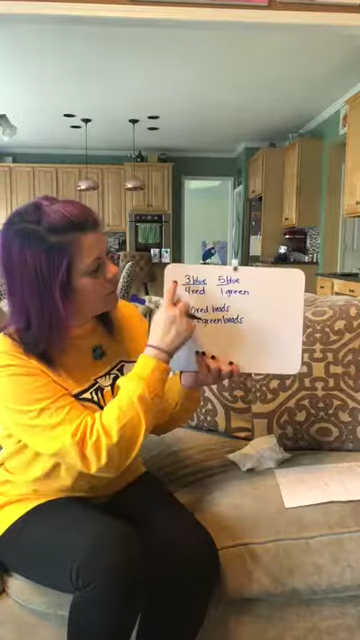 3 blue 5 blue
4 red 1 green
red beads
green beads